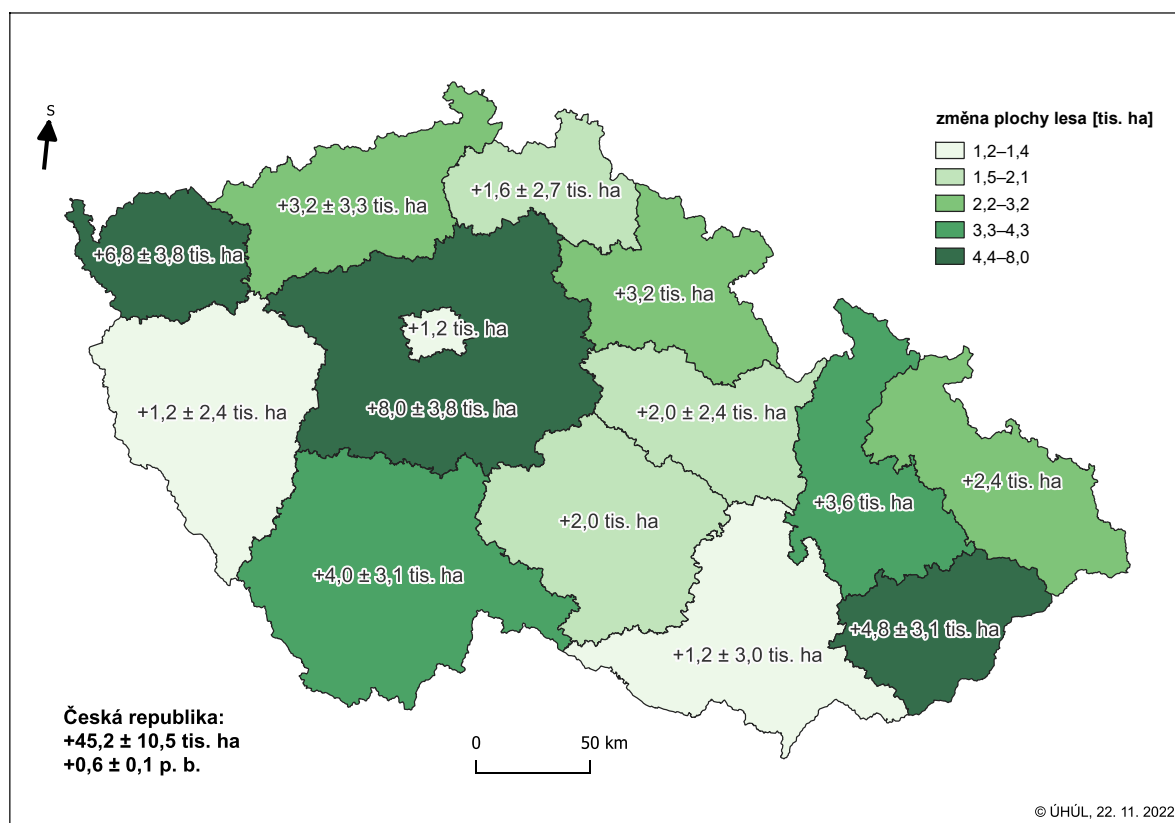 S
změna plochy lesa [tis. ha]
1,2–1,4
1,5–2,1
2,2–3,2
3,3–4,3
4,4–8,0
+1,6 ± 2,7 tis. ha
+3,2 ± 3,3 tis. ha
+6,8 ± 3,8 tis. ha
+3,2 tis. ha
+1,2 tis. ha
+8,0 ± 3,8 tis. ha
+1,2 ± 2,4 tis. ha
+2,0 ± 2,4 tis. ha
+2,4 tis. ha
+3,6 tis. ha
+2,0 tis. ha
+4,0 ± 3,1 tis. ha
+4,8 ± 3,1 tis. ha
+1,2 ± 3,0 tis. ha
Česká republika:
+45,2 ± 10,5 tis. ha
+0,6 ± 0,1 p. b.
0 50 km
© ÚHÚL, 22. 11. 2022